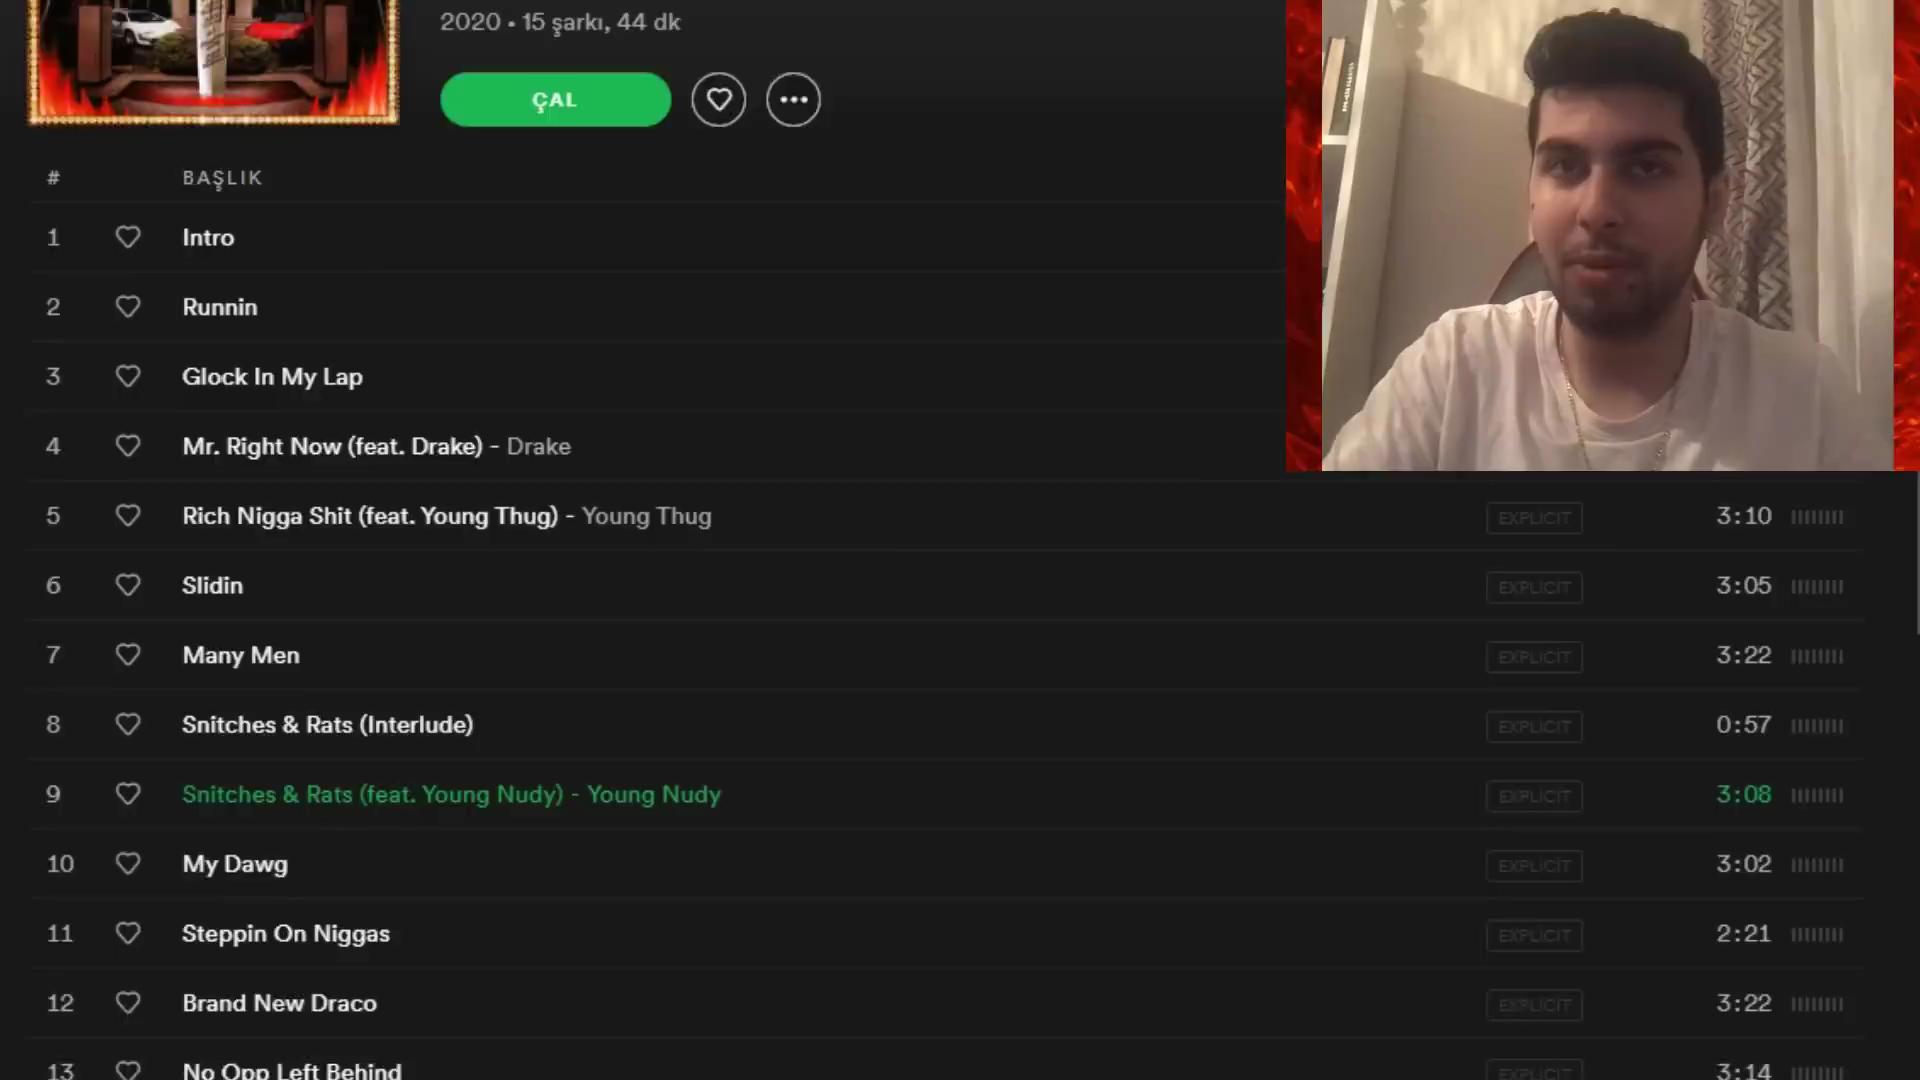 2020 • 15 şarkı, 44 dk
ÇAL
# BAŞLIK
1 Intro
2 Runnin
3 Glock In My Lap
4 Mr. Right Now (feat. Drake) - Drake
5 Rich Nigga Shit (feat. Young Thug) - Young Thug EXPLICIT 3:10
6 Slidin EXPLICIT 3:05
7 Many Men EXPLICIT 3:22
8 Snitches & Rats (Interlude) EXPLICIT 0:57
9 Snitches & Rats (feat. Young Nudy) - Young Nudy EXPLICIT 3:08
10 My Dawg EXPLICIT 3:02
11 Steppin On Niggas EXPLICIT 2:21
12 Brand New Draco EXPLICIT 3:22
13 No Opp Left Behind EXPLICIT 3:14